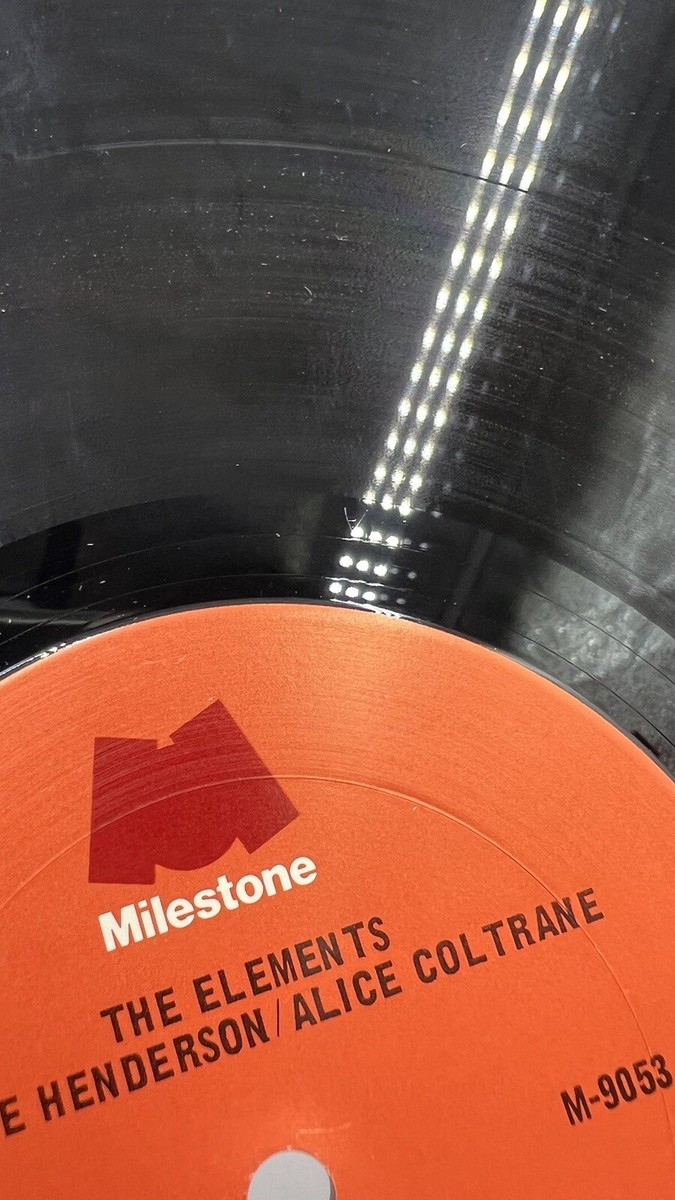 Milestone
THE ELEMENTS
E HENDERSON/ALICE COLTRANE
M-9053